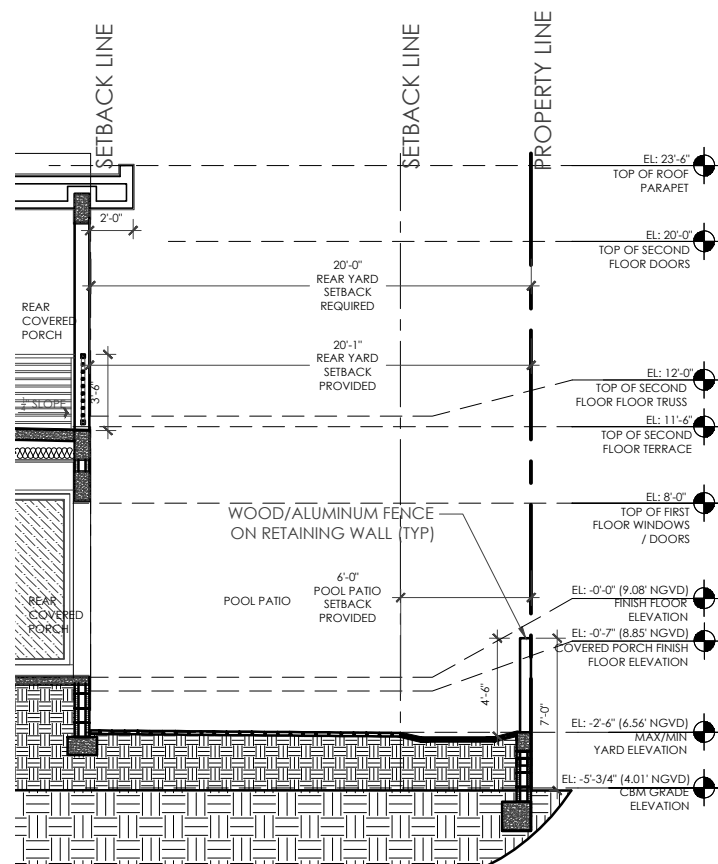 SETBACK LINE
SETBACK LINE
PROPERTY LINE
EL: 23'-6"
TOP OF ROOF
PARAPET
2'-0"
EL: 20'-0"
TOP OF SECOND
FLOOR DOORS
20'-0"
REAR YARD
SETBACK
REQUIRED
REAR
COVERED
PORCH
20'-1"
REAR YARD
SETBACK
PROVIDED
3'-6"
SLOPE
EL: 12'-0"
TOP OF SECOND
FLOOR FLOOR TRUSS
EL: 11'-6"
TOP OF SECOND
FLOOR TERRACE
EL: 8'-0"
TOP OF FIRST
FLOOR WINDOWS
/ DOORS
WOOD/ALUMINUM FENCE
ON RETAINING WALL (TYP)
6'-0"
POOL PATIO
SETBACK
PROVIDED
POOL PATIO
REAR
COVERED
PORCH
EL: -0'-0" (9.08' NGVD)
FINISH FLOOR
ELEVATION
EL: -0'-7" (8.85' NGVD)
COVERED PORCH FINISH
FLOOR ELEVATION
4'-6"
7'-0"
EL: -2'-6" (6.56' NGVD)
MAX/MIN
YARD ELEVATION
EL: -5'-3/4" (4.01' NGVD)
CBM GRADE
ELEVATION